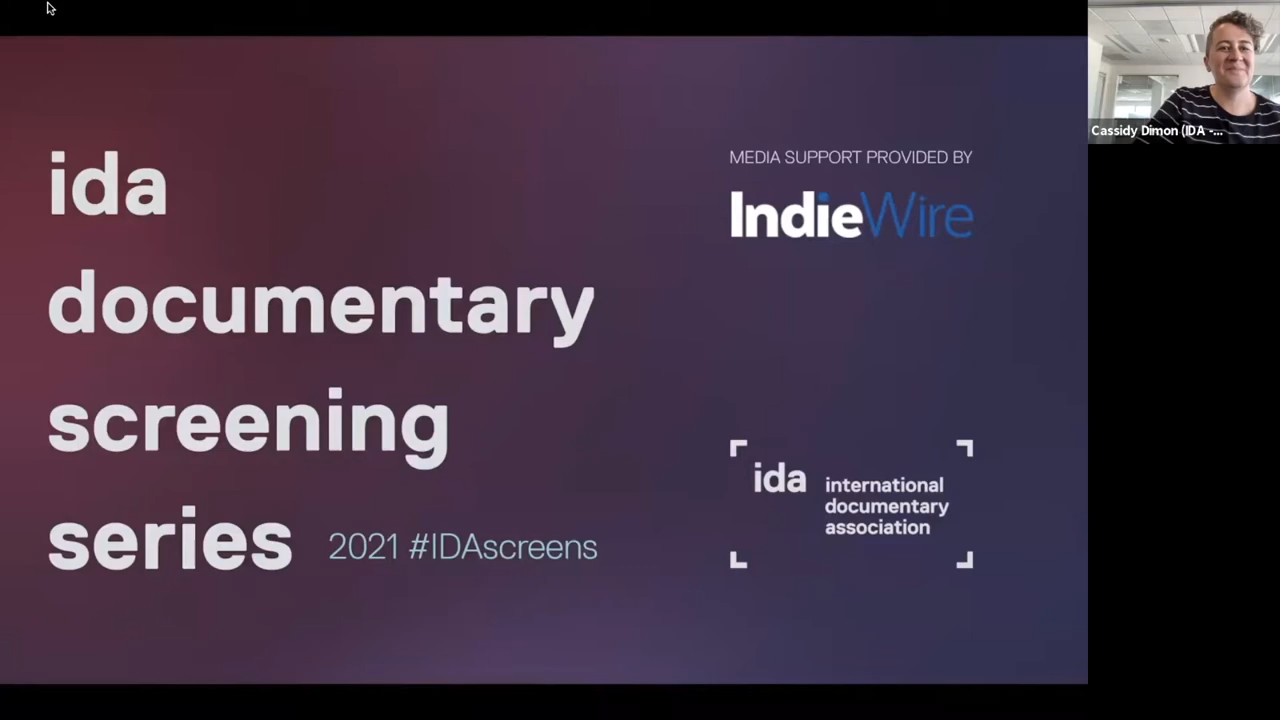 ida
documentary
screening
series 2021 #IDAscreens
MEDIA SUPPORT PROVIDED BY
IndieWire
ida international
documentary
association
Cassidy Dimon (IDA -...